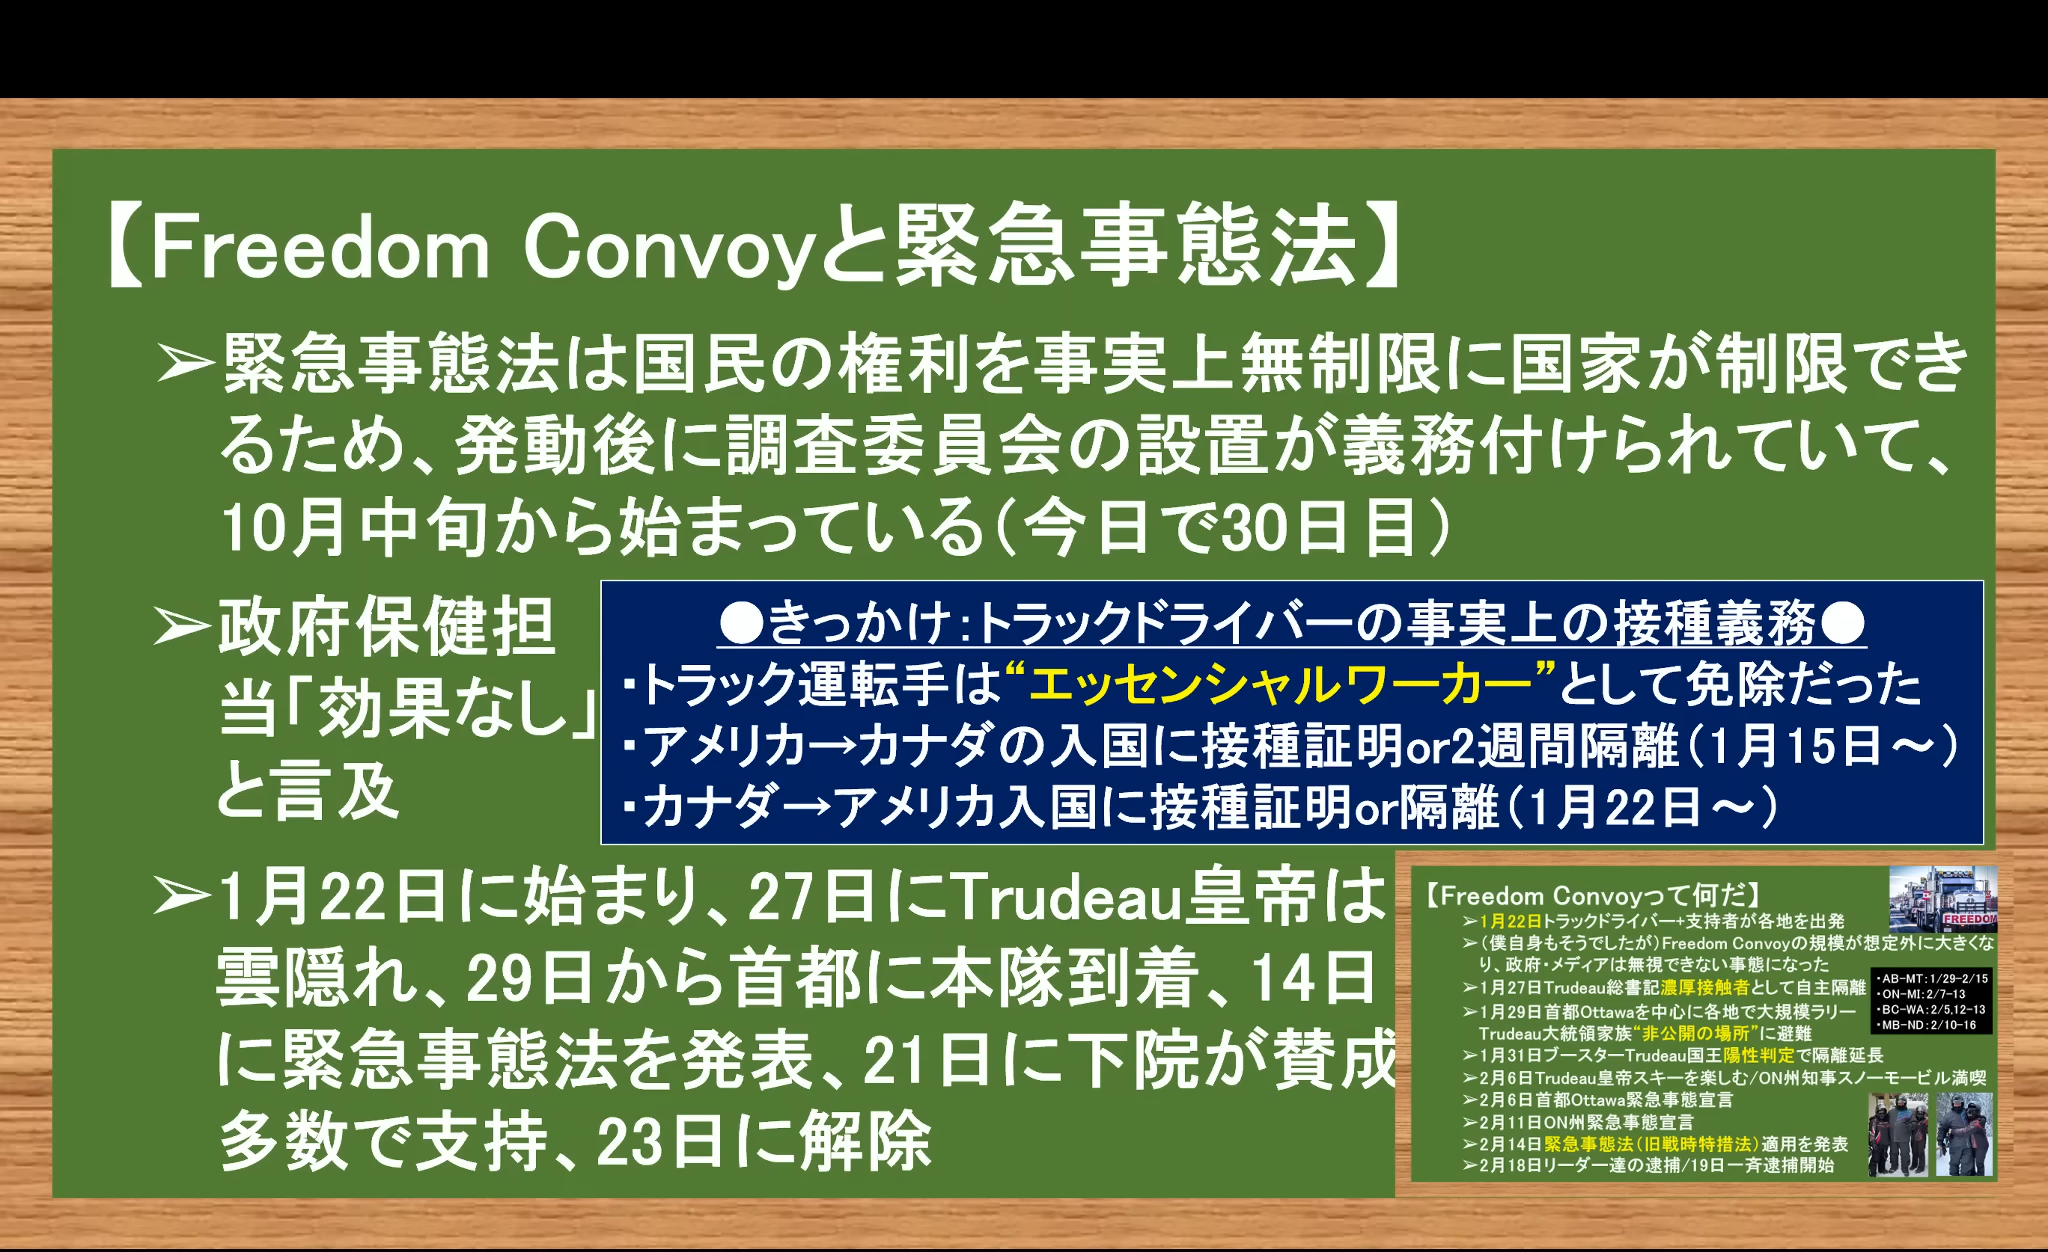 【Freedom Convoyと緊急事態法】
➢緊急事態法は国民の権利を事実上無制限に国家が制限でき
るため、発動後に調査委員会の設置が義務付けられていて、
10月中旬から始まっている（今日で30日目）
➢政府保健担
当「効果なし」
と言及
●きっかけ：トラックドライバーの事実上の接種義務●
・トラック運転手は“エッセンシャルワーカー”として免除だった
・アメリカ→カナダの入国に接種証明or2週間隔離（1月15日～）
・カナダ→アメリカ入国に接種証明or隔離（1月22日～）
➢1月22日に始まり、27日にTrudeau皇帝は
雲隠れ、29日から首都に本隊到着、14日
に緊急事態法を発表、21日に下院が賛成
多数で支持、23日に解除
【Freedom Convoyって何だ】
➢1月22日トラックドライバー+支持者が各地を出発
➢（僕自身もそうでしたが）Freedom Convoyの規模が想定外に大きくな
り、政府・メディアは無視できない事態になった
➢1月27日Trudeau総書記濃厚接触者として自主隔離
➢1月29日首都Ottawaを中心に各地で大規模ラリー
Trudeau大統領家族“非公開の場所”に避難
➢1月31日ブースターTrudeau国王陽性判定で隔離延長
➢2月6日Trudeau皇帝スキーを楽しむ/ON州知事スノーモービル満喫
➢2月6日首都Ottawa緊急事態宣言
➢2月11日ON州緊急事態宣言
➢2月14日緊急事態法（旧戦時特措法）適用を発表
➢2月18日リーダー達の逮捕/19日一斉逮捕開始
FREEDOM
・AB-MT：1/29-2/15
・ON-MI：2/7-13
・BC-WA：2/5,12-13
・MB-ND：2/10-16